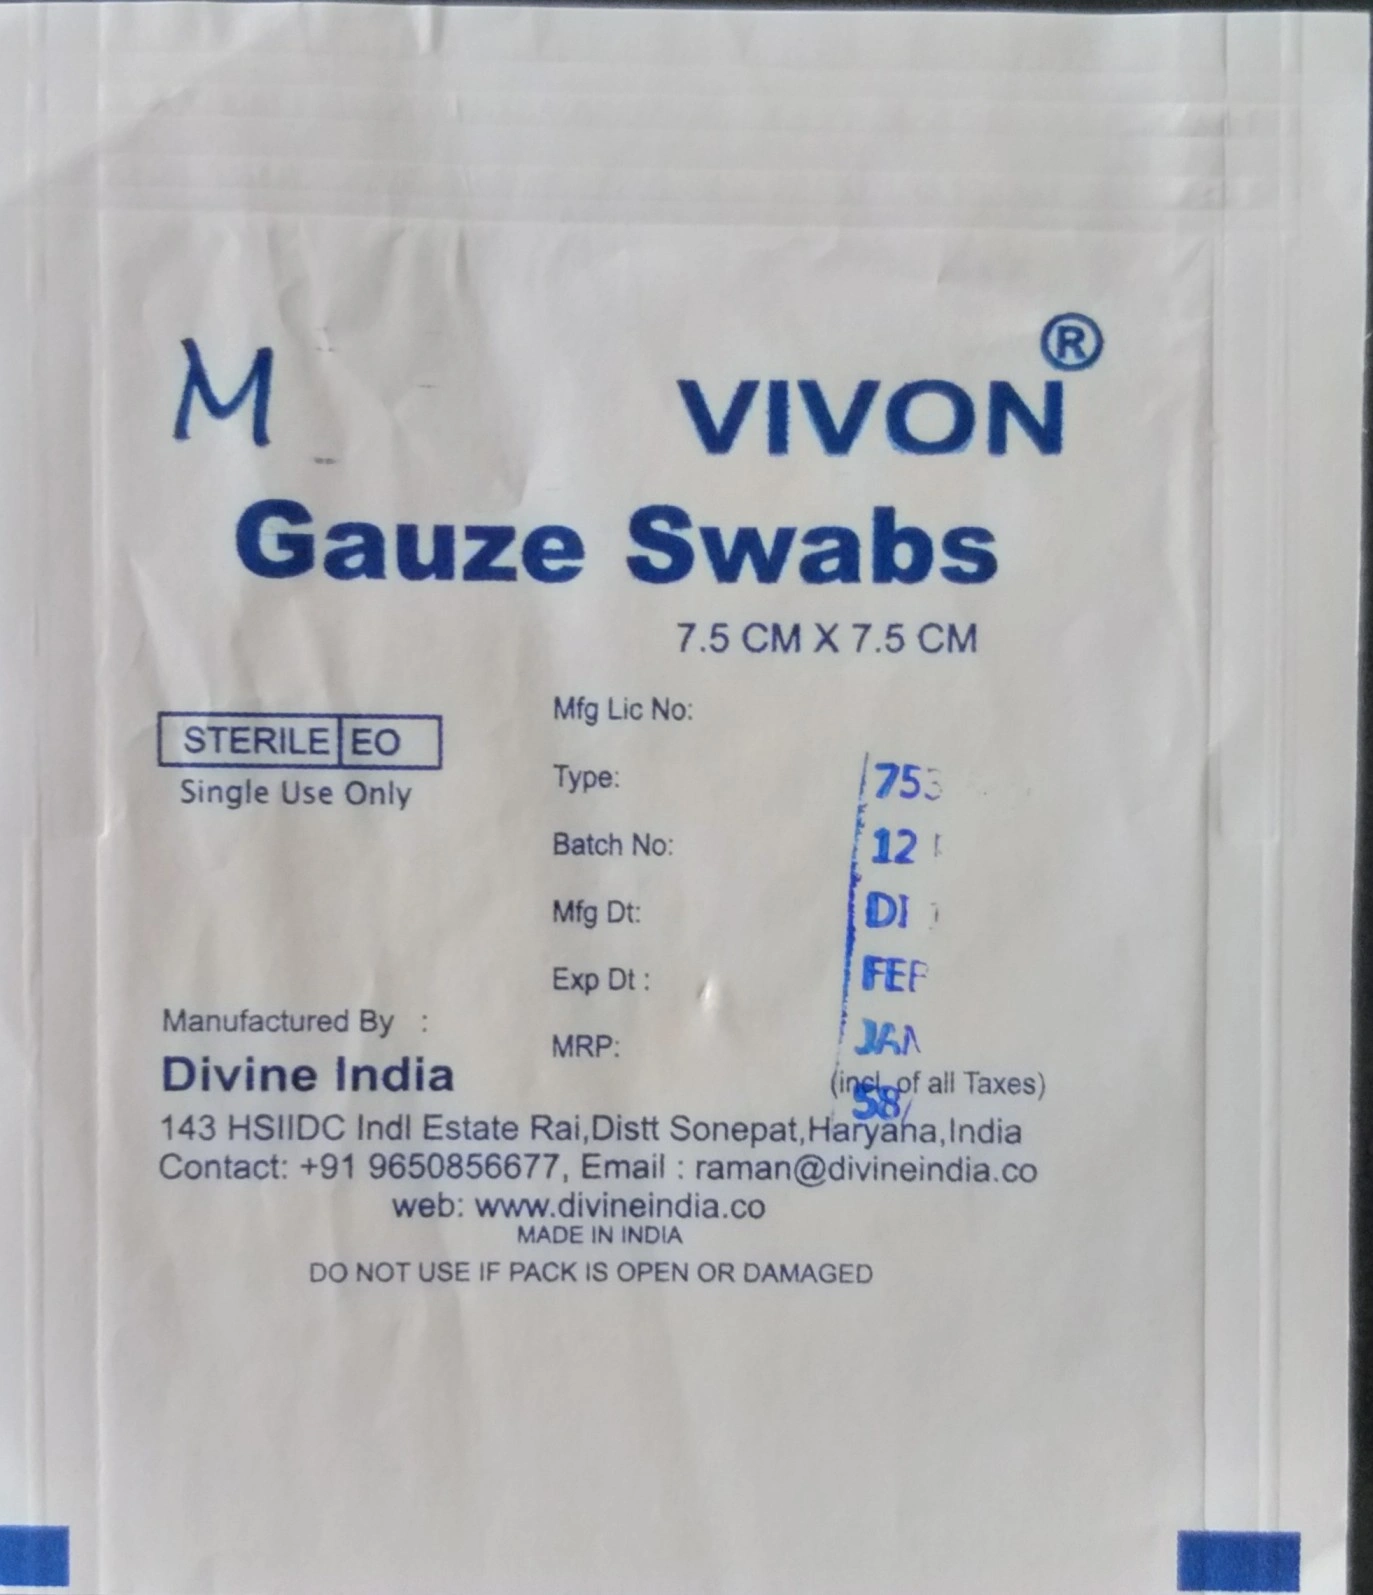 M
VIVON®
Gauze Swabs
7.5 CM X 7.5 CM
STERILE EO
Single Use Only
Mfg Lic No:
Type:
Batch No: 12
Mfg Dt: DI
Exp Dt :
MRP:
(incl. of all Taxes)
58/
Manufactured By :
Divine India
143 HSIIDC Indl Estate Rai,Distt Sonepat,Haryana,India
Contact: +91 9650856677, Email : raman@divineindia.co
web: www.divineindia.co
MADE IN INDIA
DO NOT USE IF PACK IS OPEN OR DAMAGED